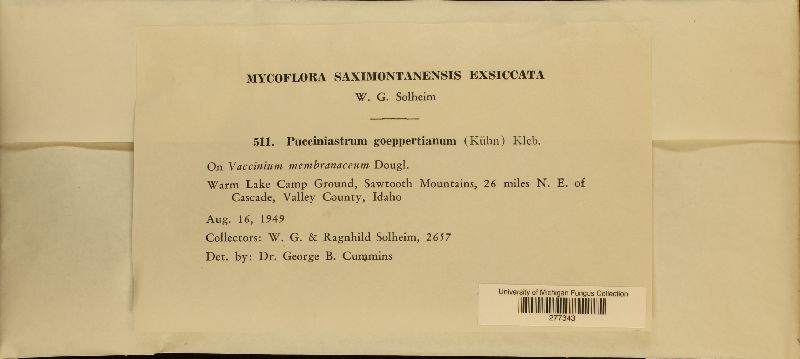 MYCOFLORA SAXIMONTANENSIS EXSICCATA
W. G. Solheim
511. Pucciniastrum goeppertianum (Kühn) Kleb.
On Vaccinium membranaceum Dougl.
Warm Lake Camp Ground, Sawtooth Mountains, 26 miles N. E. of
Cascade, Valley County, Idaho
Aug. 16, 1949
Collectors: W. G. & Ragnhild Solheim, 2657
Det. by: Dr. George B. Cummins
University of Michigan Fungus Collection
277343